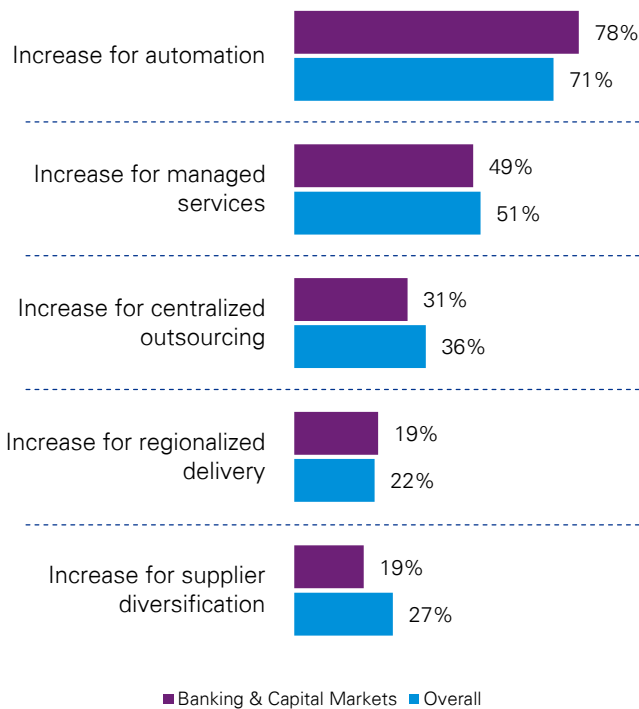 78%
Increase for automation
71%
Increase for managed
services
49%
51%
Increase for centralized
outsourcing
31%
36%
Increase for regionalized
delivery
19%
22%
Increase for supplier
diversification
19%
27%
Banking & Capital Markets Overall